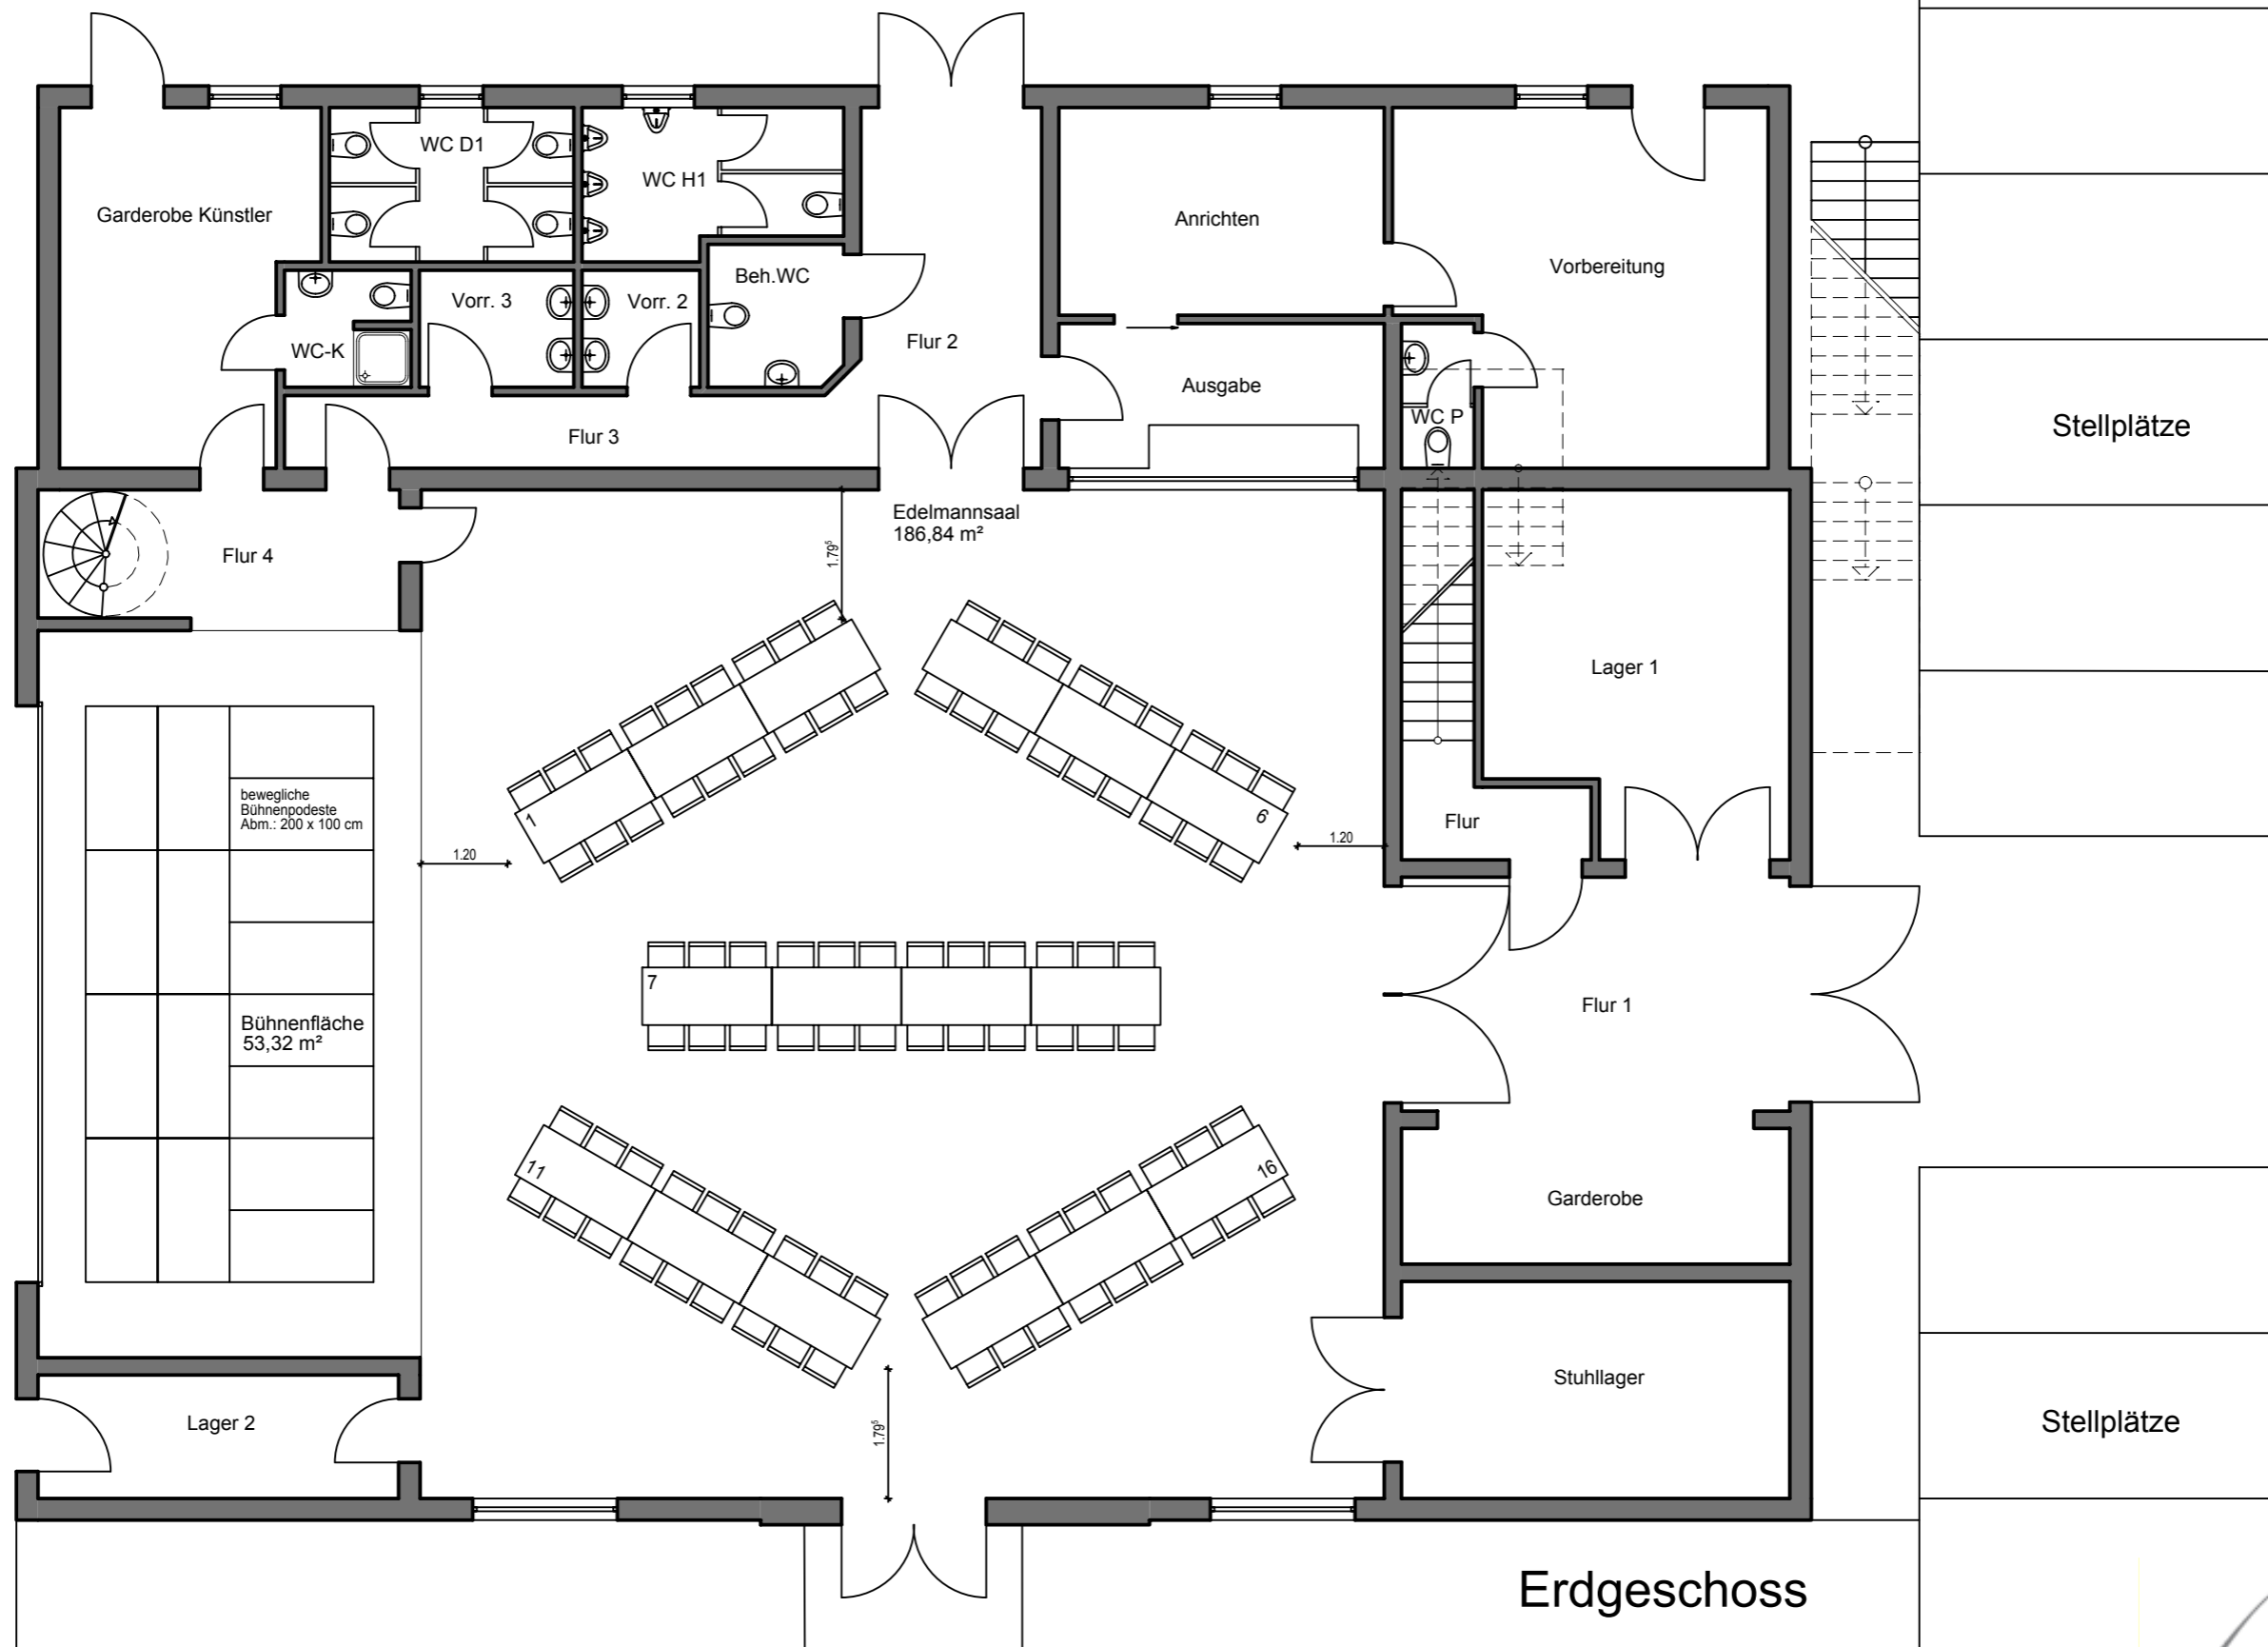 WC D1
WC H1
Garderobe Künstler
Anrichten
Vorbereitung
Beh.WC
Vorr. 3
Vorr. 2
WC-K
Flur 2
Ausgabe
WC P
Flur 3
Stellplätze
Edelmannsaal
186,84 m²
1.79⁵
Flur 4
Lager 1
bewegliche
Bühnenpodeste
Abm.: 200 x 100 cm
1
6
Flur
1.20
1.20
7
Flur 1
Bühnenfläche
53,32 m²
11
16
Garderobe
Stuhllager
Lager 2
1.79⁵
Stellplätze
Erdgeschoss